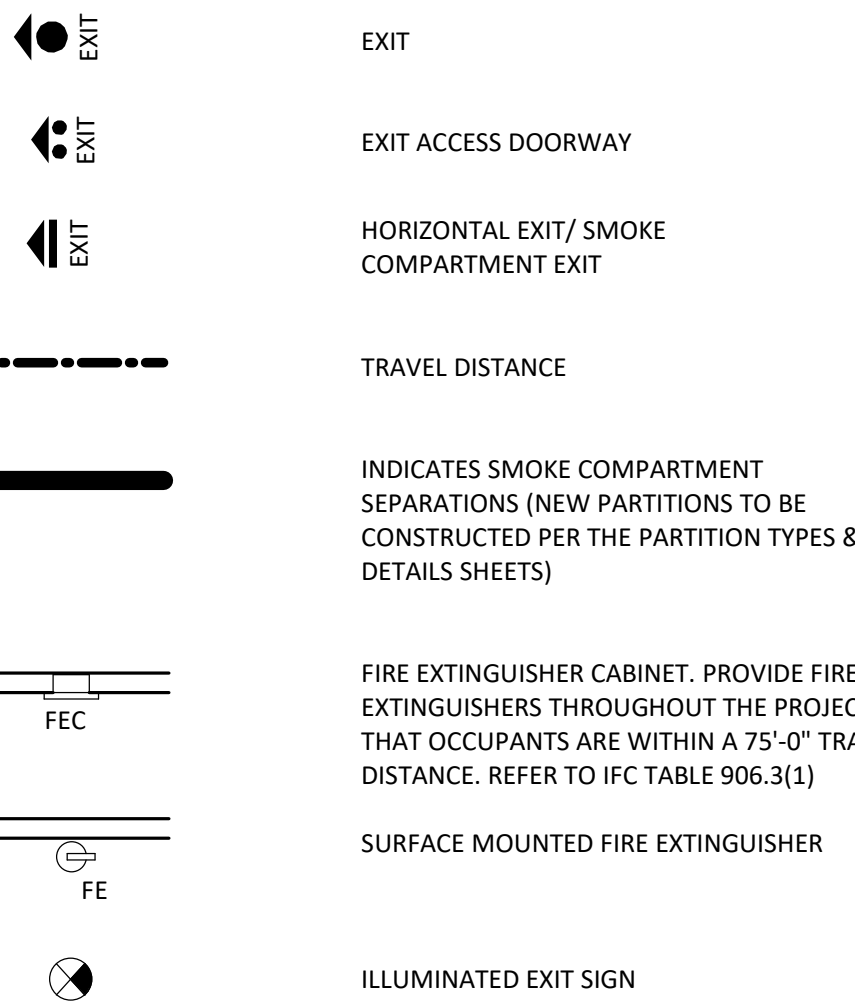 EXIT
EXIT
EXIT
EXIT ACCESS DOORWAY
EXIT
HORIZONTAL EXIT/ SMOKE
COMPARTMENT EXIT
TRAVEL DISTANCE
INDICATES SMOKE COMPARTMENT
SEPARATIONS (NEW PARTITIONS TO BE
CONSTRUCTED PER THE PARTITION TYPES &
DETAILS SHEETS)
FEC
FIRE EXTINGUISHER CABINET. PROVIDE FIRE
EXTINGUISHERS THROUGHOUT THE PROJEC
THAT OCCUPANTS ARE WITHIN A 75'-0" TRA
DISTANCE. REFER TO IFC TABLE 906.3(1)
FE
SURFACE MOUNTED FIRE EXTINGUISHER
ILLUMINATED EXIT SIGN